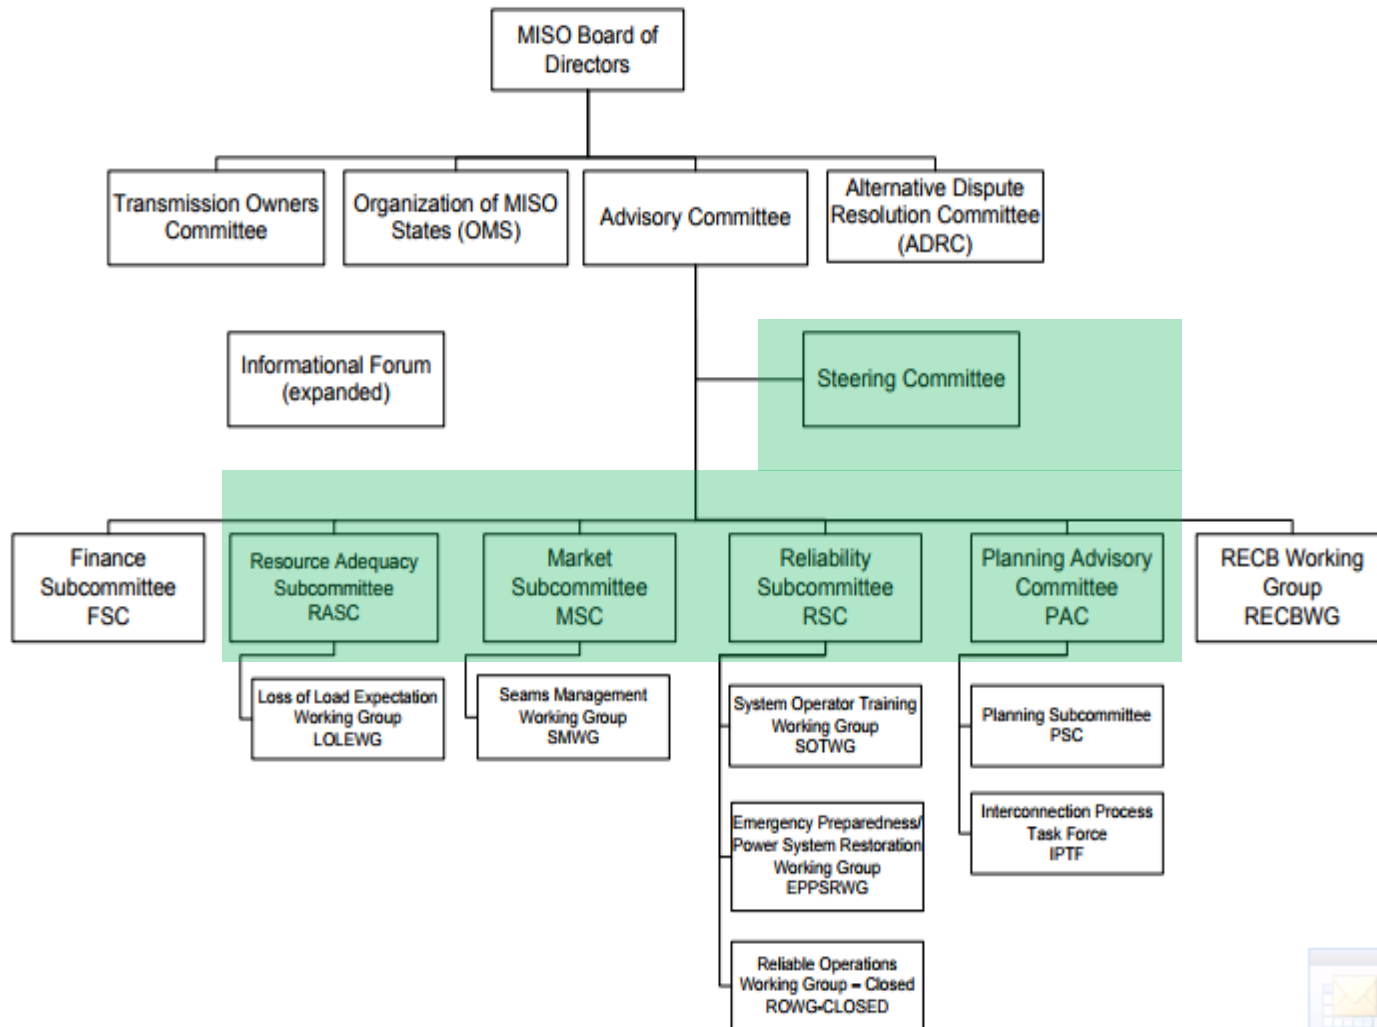 MISO Board of
Directors
Transmission Owners
Committee
Organization of MISO
States (OMS)
Advisory Committee
Alternative Dispute
Resolution Committee
(ADRC)
Informational Forum
(expanded)
Steering Committee
Finance
Subcommittee
FSC
Resource Adequacy
Subcommittee
RASC
Market
Subcommittee
MSC
Reliability
Subcommittee
RSC
Planning Advisory
Committee
PAC
RECB Working
Group
RECBWG
Loss of Load Expectation
Working Group
LOLEWG
Seams Management
Working Group
SMWG
System Operator Training
Working Group
SOTWG
Emergency Preparedness/
Power System Restoration
Working Group
EPPSRWG
Reliable Operations
Working Group – Closed
ROWG-CLOSED
Planning Subcommittee
PSC
Interconnection Process
Task Force
IPTF